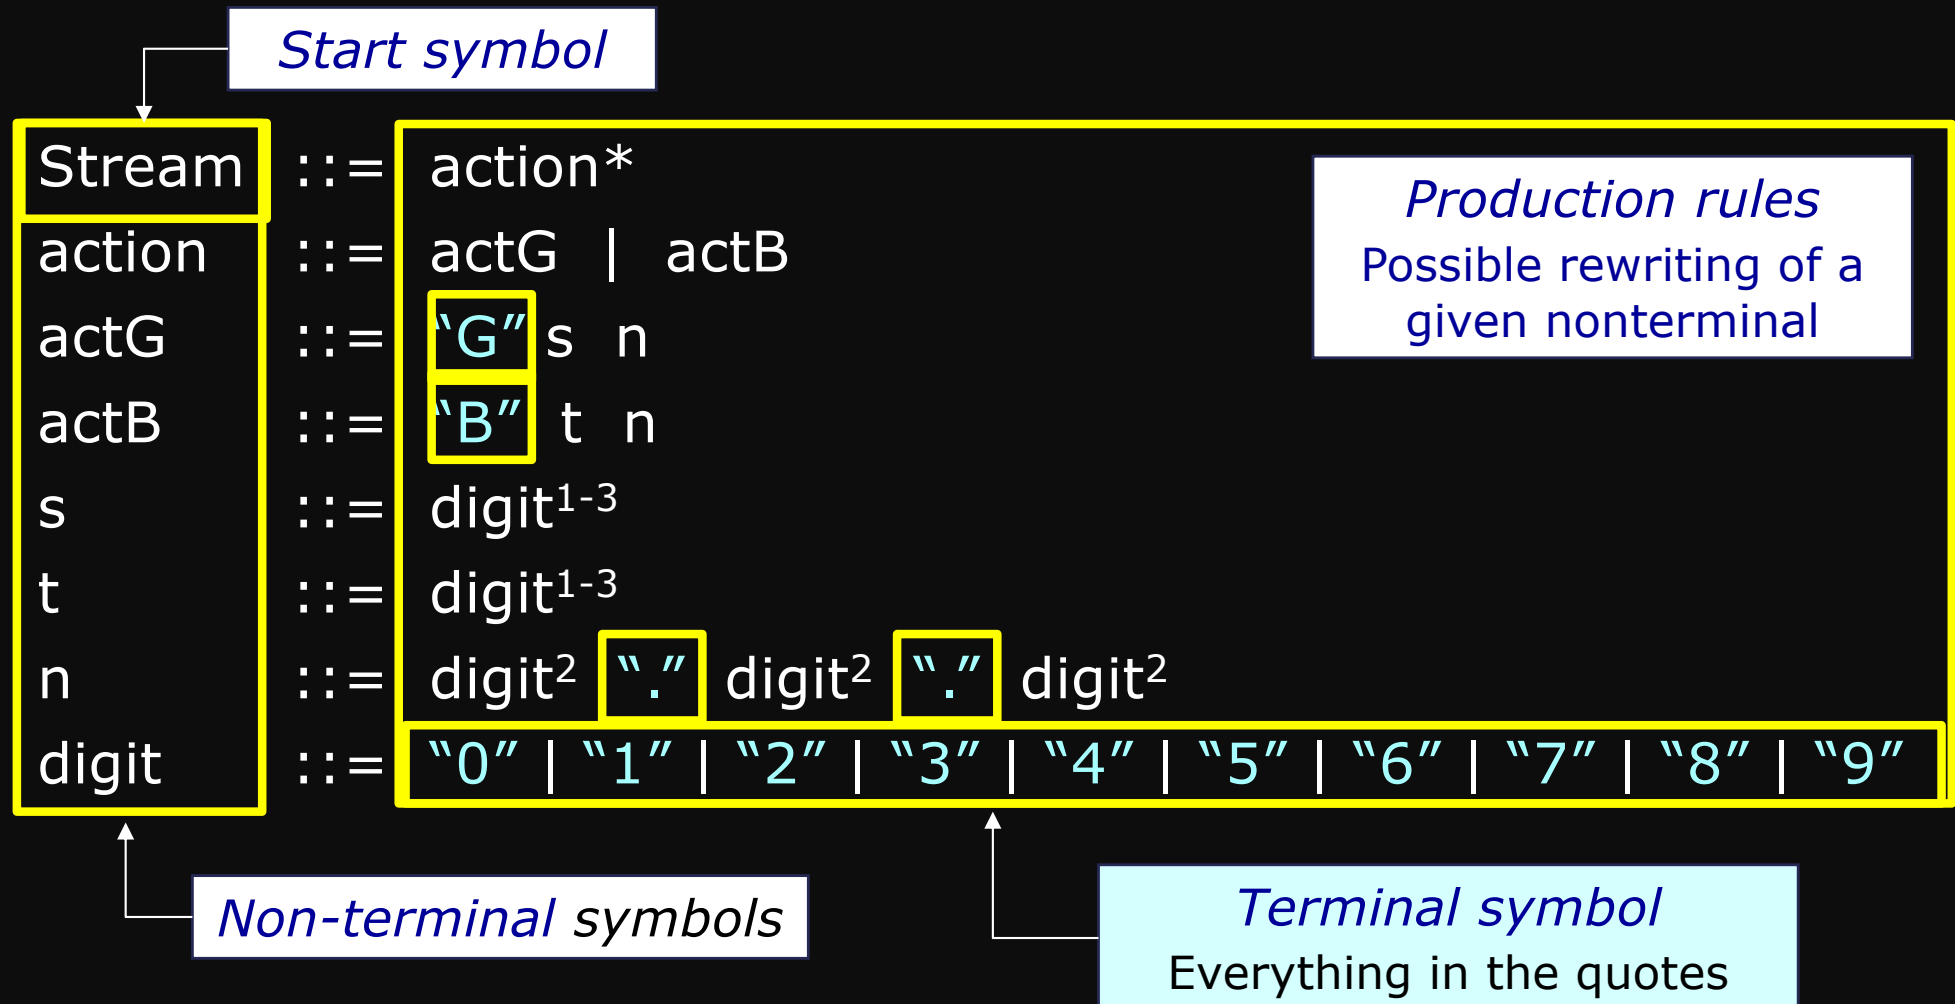 Start symbol
Stream ::= action*
action ::= actG | actB
actG ::= “G” s n
actB ::= “B” t n
s ::= digit¹⁻³
t ::= digit¹⁻³
n ::= digit² “.” digit² “.” digit²
digit ::= “0” | “1” | “2” | “3” | “4” | “5” | “6” | “7” | “8” | “9”
Production rules
Possible rewriting of a
given nonterminal
Non-terminal symbols
Terminal symbol
Everything in the quotes